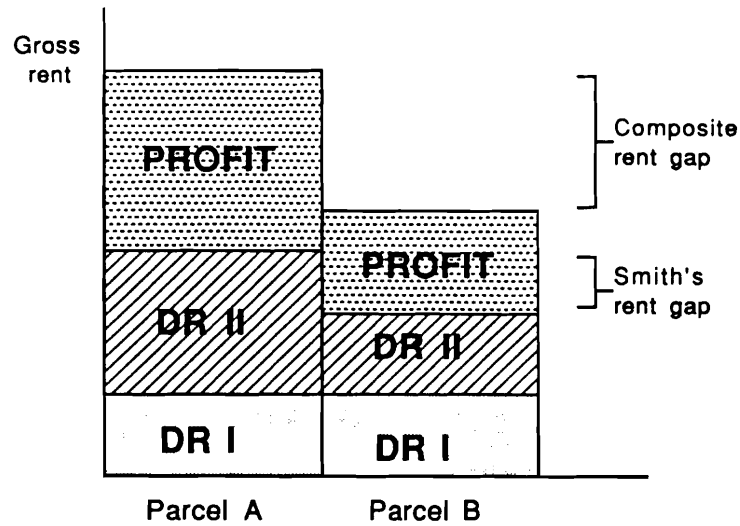 Gross
rent
PROFIT
Composite
rent gap
PROFIT
Smith's
rent gap
DR II
DR II
DR I
DR I
Parcel A
Parcel B